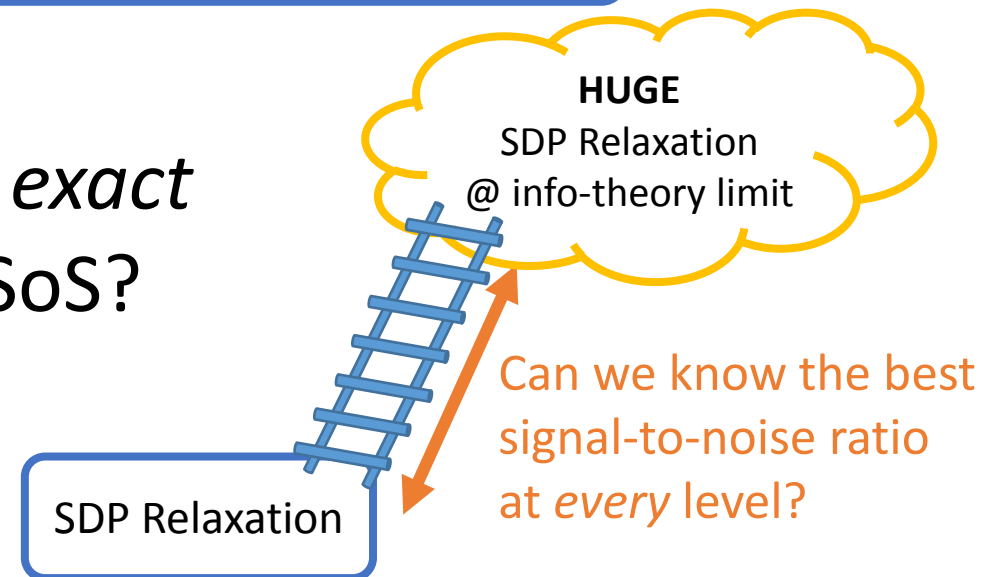 HUGE
SDP Relaxation
@ info-theory limit
exact
SoS?
Can we know the best
signal-to-noise ratio
at every level?
SDP Relaxation